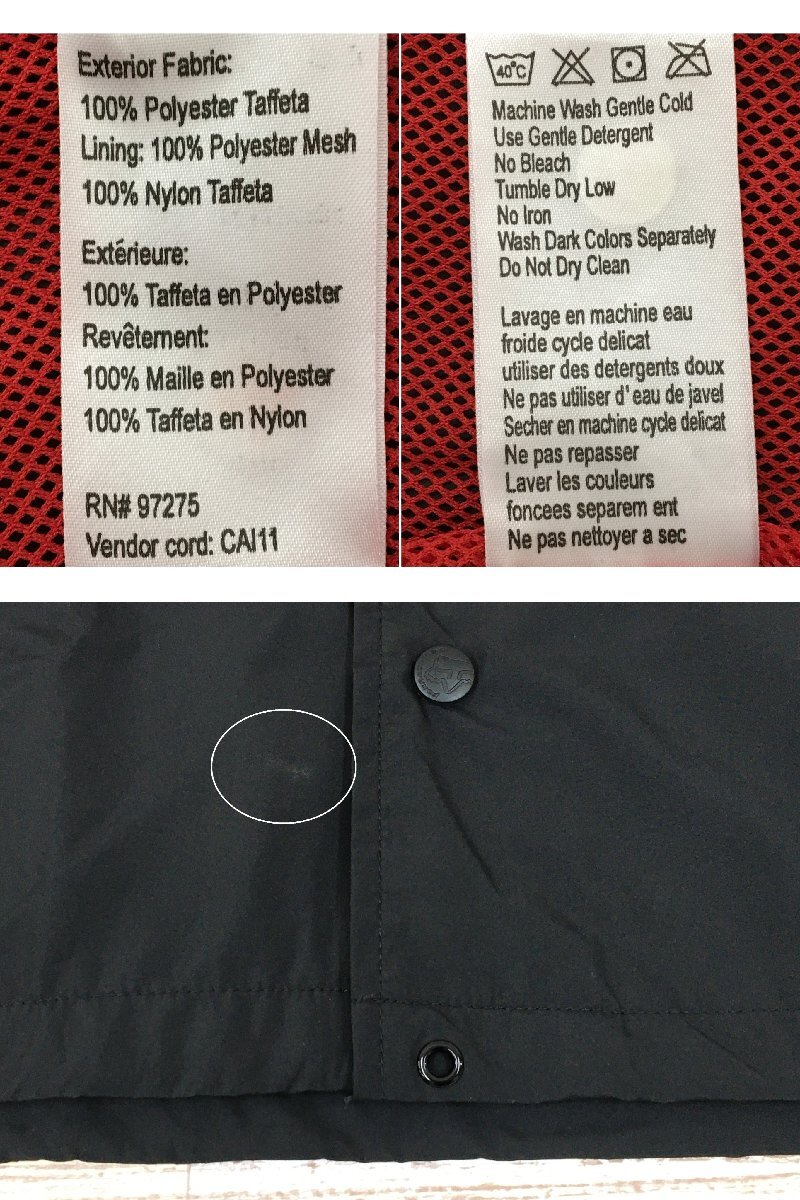 Exterior Fabric:
100% Polyester Taffeta
Lining: 100% Polyester Mesh
100% Nylon Taffeta
Extérieure:
100% Taffeta en Polyester
Revêtement:
100% Maille en Polyester
100% Taffeta en Nylon
RN# 97275
Vendor cord: CAI11
40°C
Machine Wash Gentle Cold
Use Gentle Detergent
No Bleach
Tumble Dry Low
No Iron
Wash Dark Colors Separately
Do Not Dry Clean
Lavage en machine eau
froide cycle delicat
utiliser des detergents doux
Ne pas utiliser d' eau de javel
Secher en machine cycle delicat
Ne pas repasser
Laver les couleurs
foncees separem ent
Ne pas nettoyer a sec